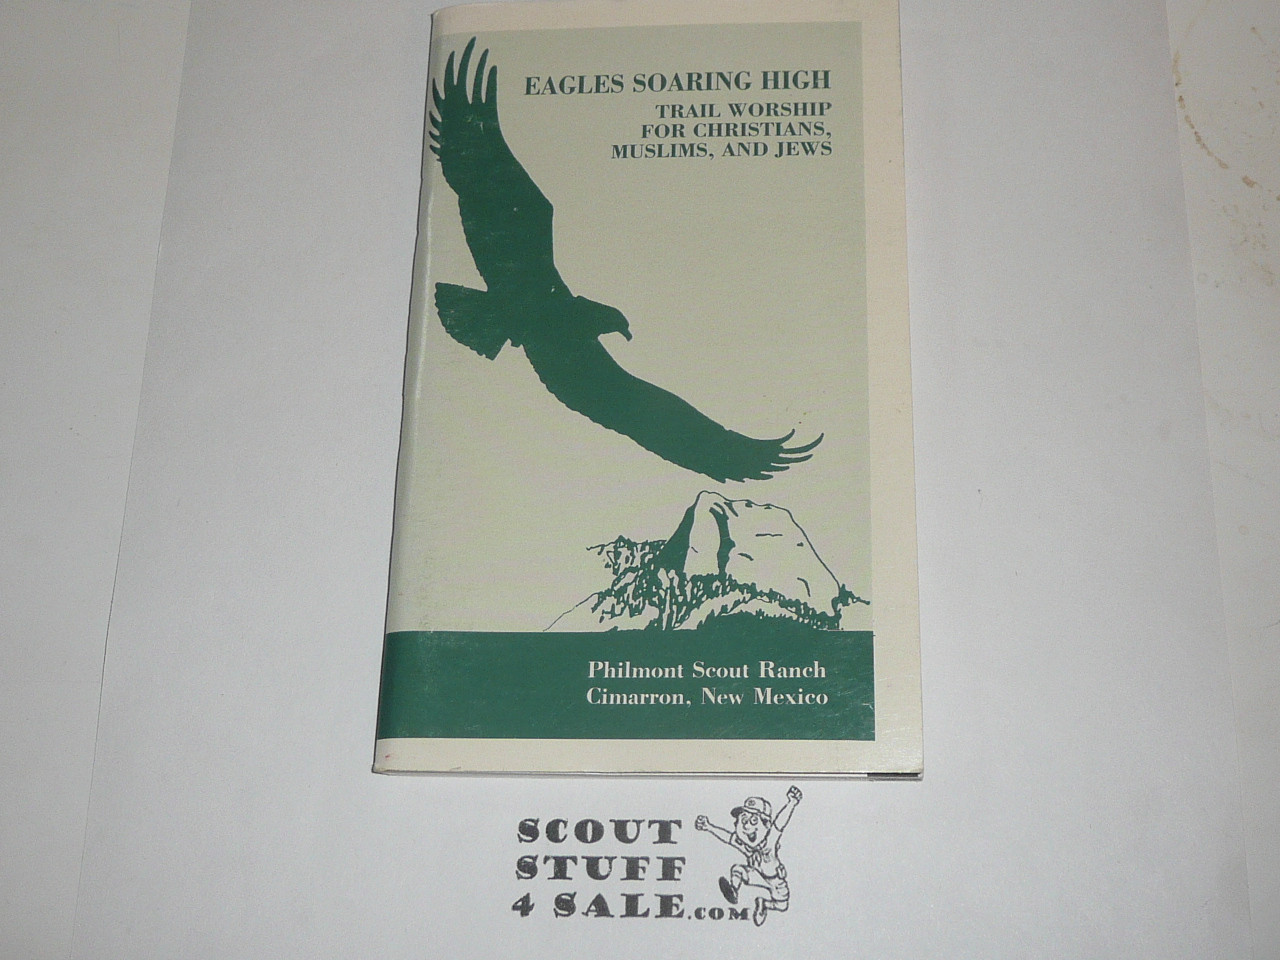 EAGLES SOARING HIGH
TRAIL WORSHIP
FOR CHRISTIANS,
MUSLIMS, AND JEWS
Philmont Scout Ranch
Cimarron, New Mexico
SCOUT
STUFF
4 SALE.COM